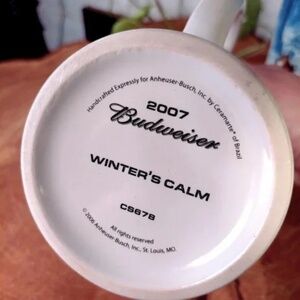 Handcrafted Expressly for Anheuser-Busch, Inc. by Ceramarte® of Brazil
2007
Budweiser
WINTER'S CALM
CS678
All rights reserved
© 2006 Anheuser-Busch, Inc., St. Louis, MO.